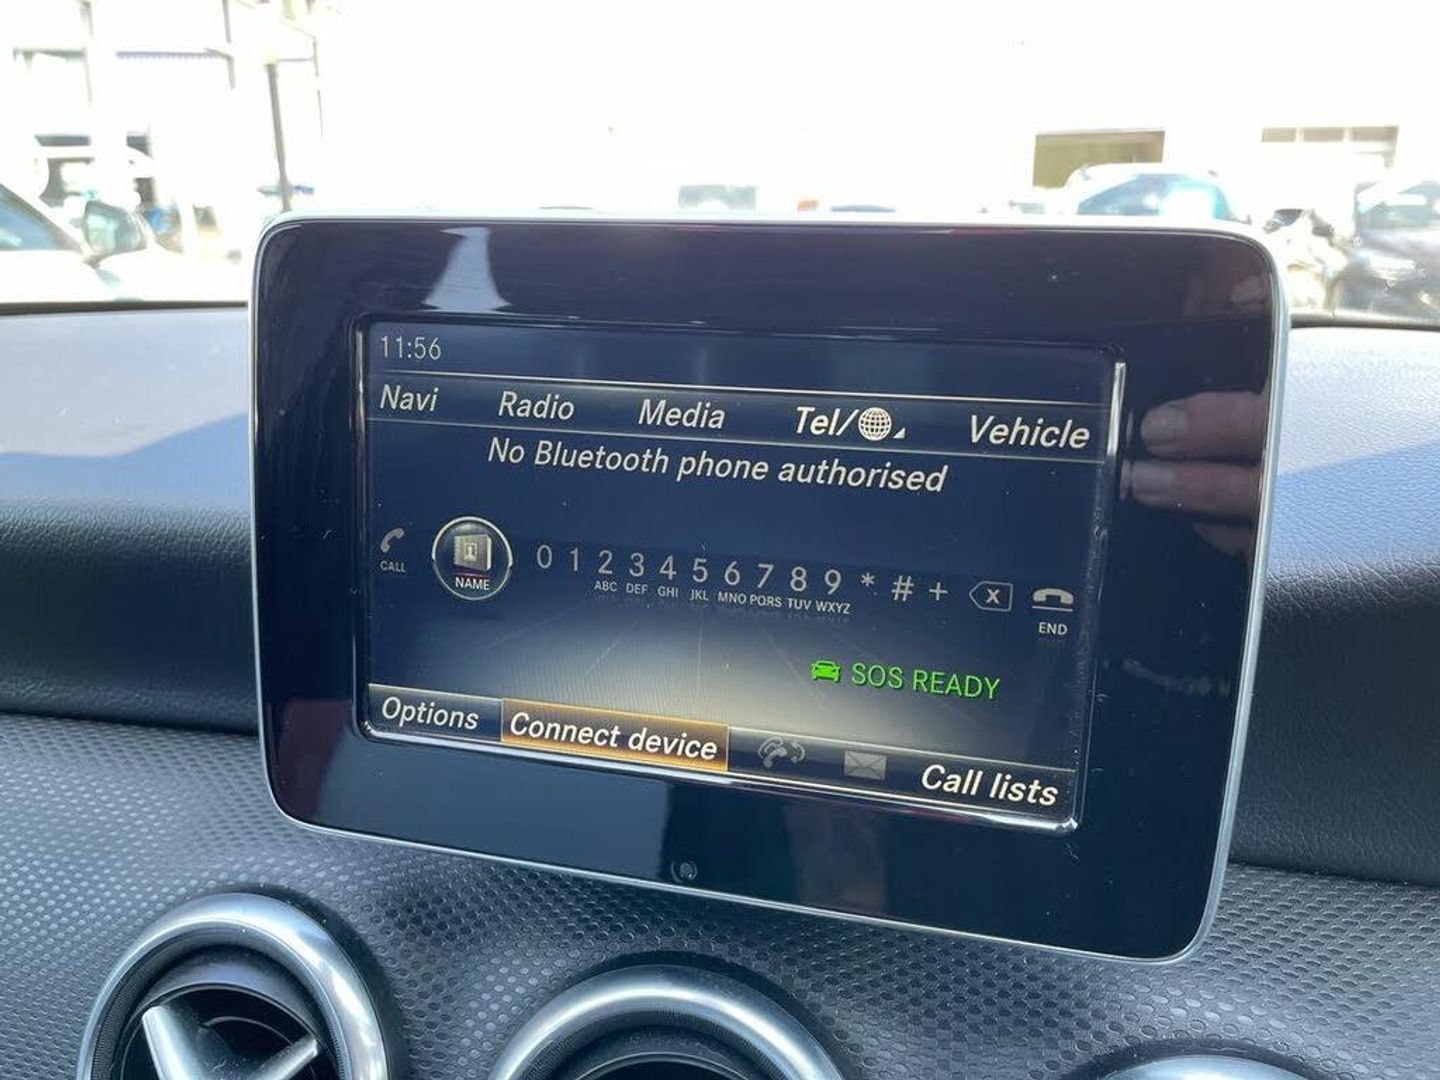 11:56
Navi Radio Media Tel/ Vehicle
No Bluetooth phone authorised
CALL NAME 0 1 2 3 4 5 6 7 8 9 * # + X END
ABC DEF GHI JKL MNO PQRS TUV WXYZ
SOS READY
Options Connect device Call lists